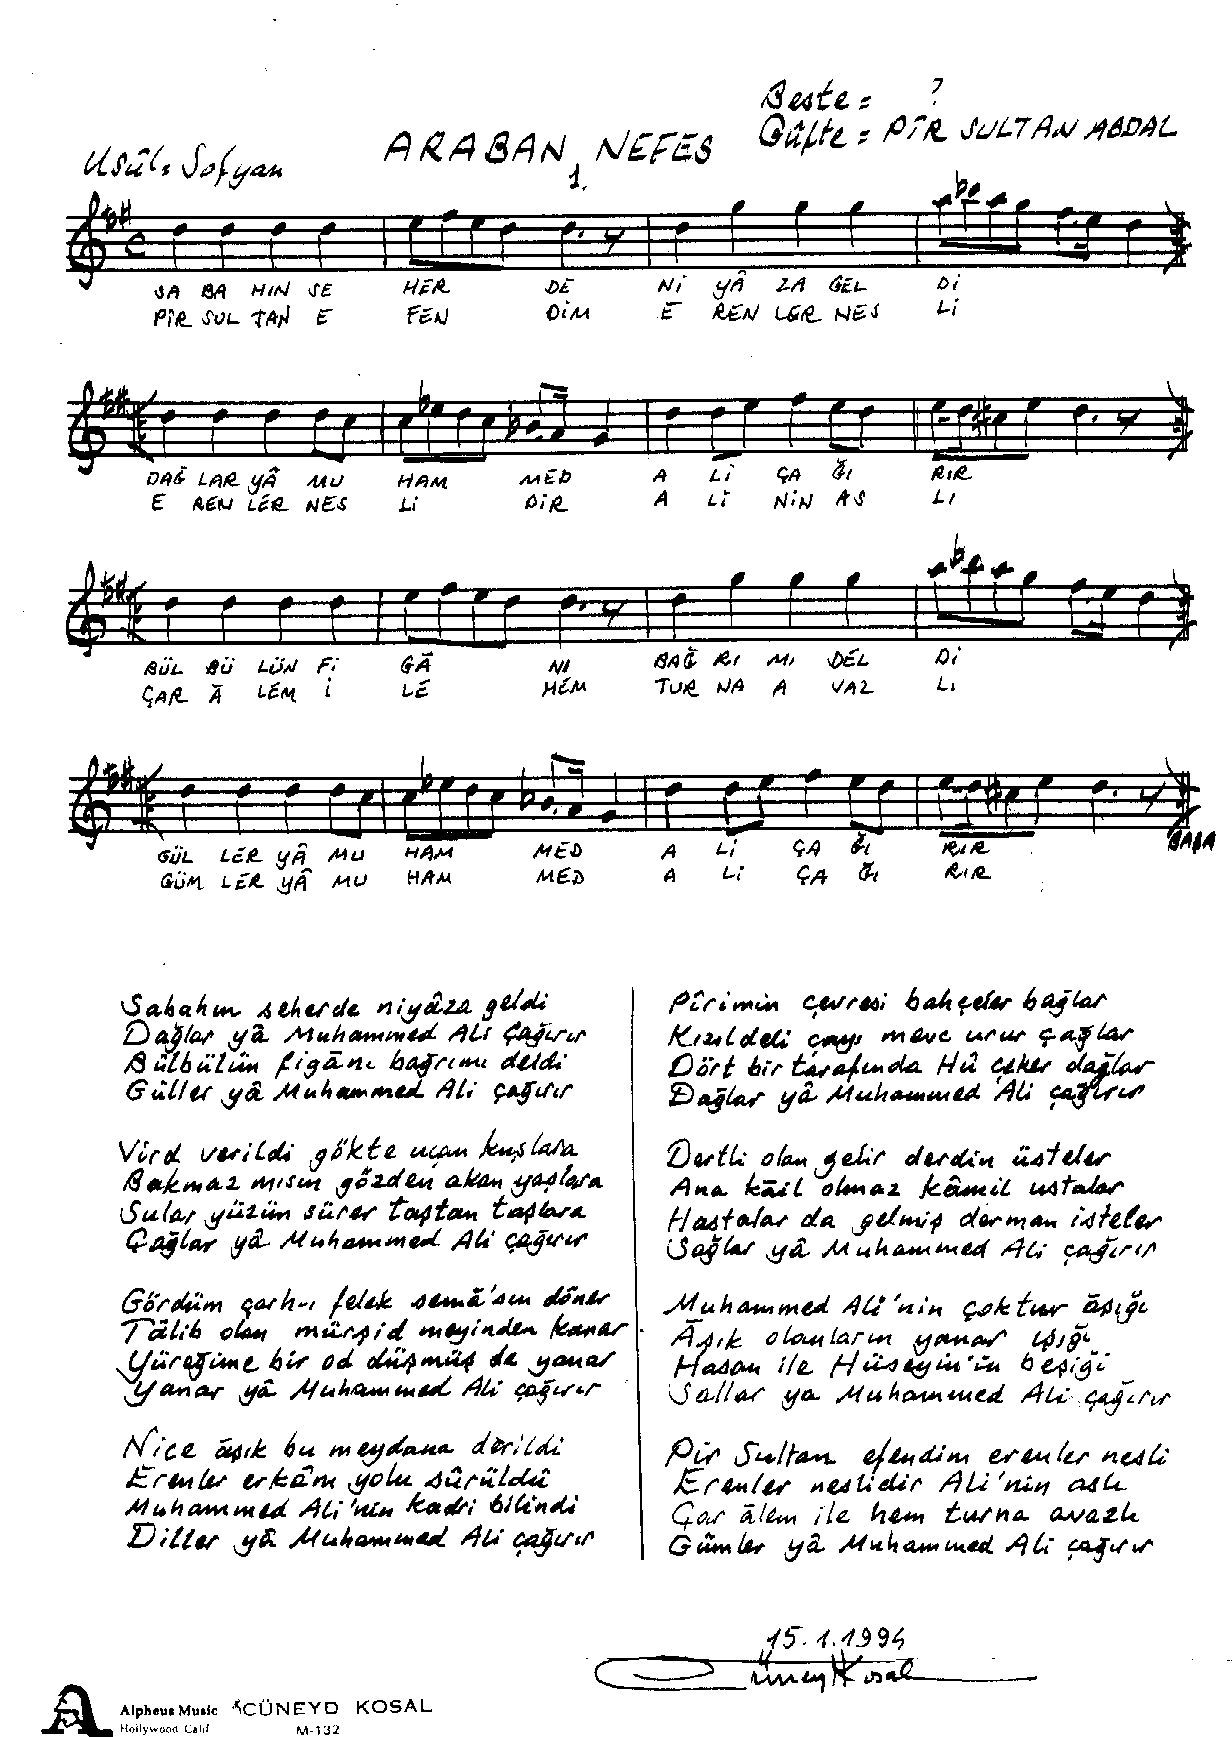 Beste = ?
Güfte = PÎR SULTAN ABDAL
ARABAN NEFES
Usûl: Sofyan
1.
SA BA HIN SE HER DE Nİ YÂ ZA GEL Dİ
PÎR SUL TAN E FEN DİM E REN LER NES Lİ
DAĞ LAR YÂ MU HAM MED A Lİ ÇA ĞI RIR
E REN LER NES Lİ DİR A Lİ NİN AS LI
BÜL BÜ LÜN Fİ GĀ NI BAĞ RI MI DEL Dİ
ÇAR Ā LEM İ LE HEM TUR NA A VAZ LI
GÜL LER YÂ MU HAM MED A Lİ ÇA ĞI RIR
SABA
GÜM LER YÂ MU HAM MED A Lİ ÇA ĞI RIR
Sabahın seherde niyâza geldi
Dağlar yâ Muhammed Ali çağırır
Bülbülün figānı bağrımı deldi
Güller yâ Muhammed Ali çağırır
Vird verildi gökte uçan kuşlara
Bakmaz mısın gözden akan yaşlara
Sular yüzün sürer taştan taşlara
Çağlar yâ Muhammed Ali çağırır
Gördüm çarh-ı felek semā'sın döner
Tâlib olan mürşid meyinden kanar
Yüreğime bir od düşmüş de yanar
Yanar yâ Muhammed Ali çağırır
Nice āşık bu meydana derildi
Erenler erkâm yolu sürüldü
Muhammed Ali'nin kadri bilindi
Diller yâ Muhammed Ali çağırır
Pîrimin çevresi bahçeler bağlar
Kızıldeli çayı mevc urur çağlar
Dört bir tarafında Hû çeker dağlar
Dağlar yâ Muhammed Ali çağırır
Dertli olan gelir derdin üsteler
Ana kāil olmaz kâmil ustalar
Hastalar da gelmiş derman isteler
Sağlar yâ Muhammed Ali çağırır
Muhammed Ali'nin çoktur āşığı
Āşık olanların yanar ışığı
Hasan ile Hüseyin'in beşiği
Sallar ya Muhammed Ali çağırır
Pir Sultan efendim erenler nesli
Erenler neslidir Ali'nin aslı
Çar ālem ile hem turna avazlı
Gümler yâ Muhammed Ali çağırır
15.1.1994
Cüneyd Kosal
Alpheus Music CÜNEYD KOSAL
Hollywood Calif M-132